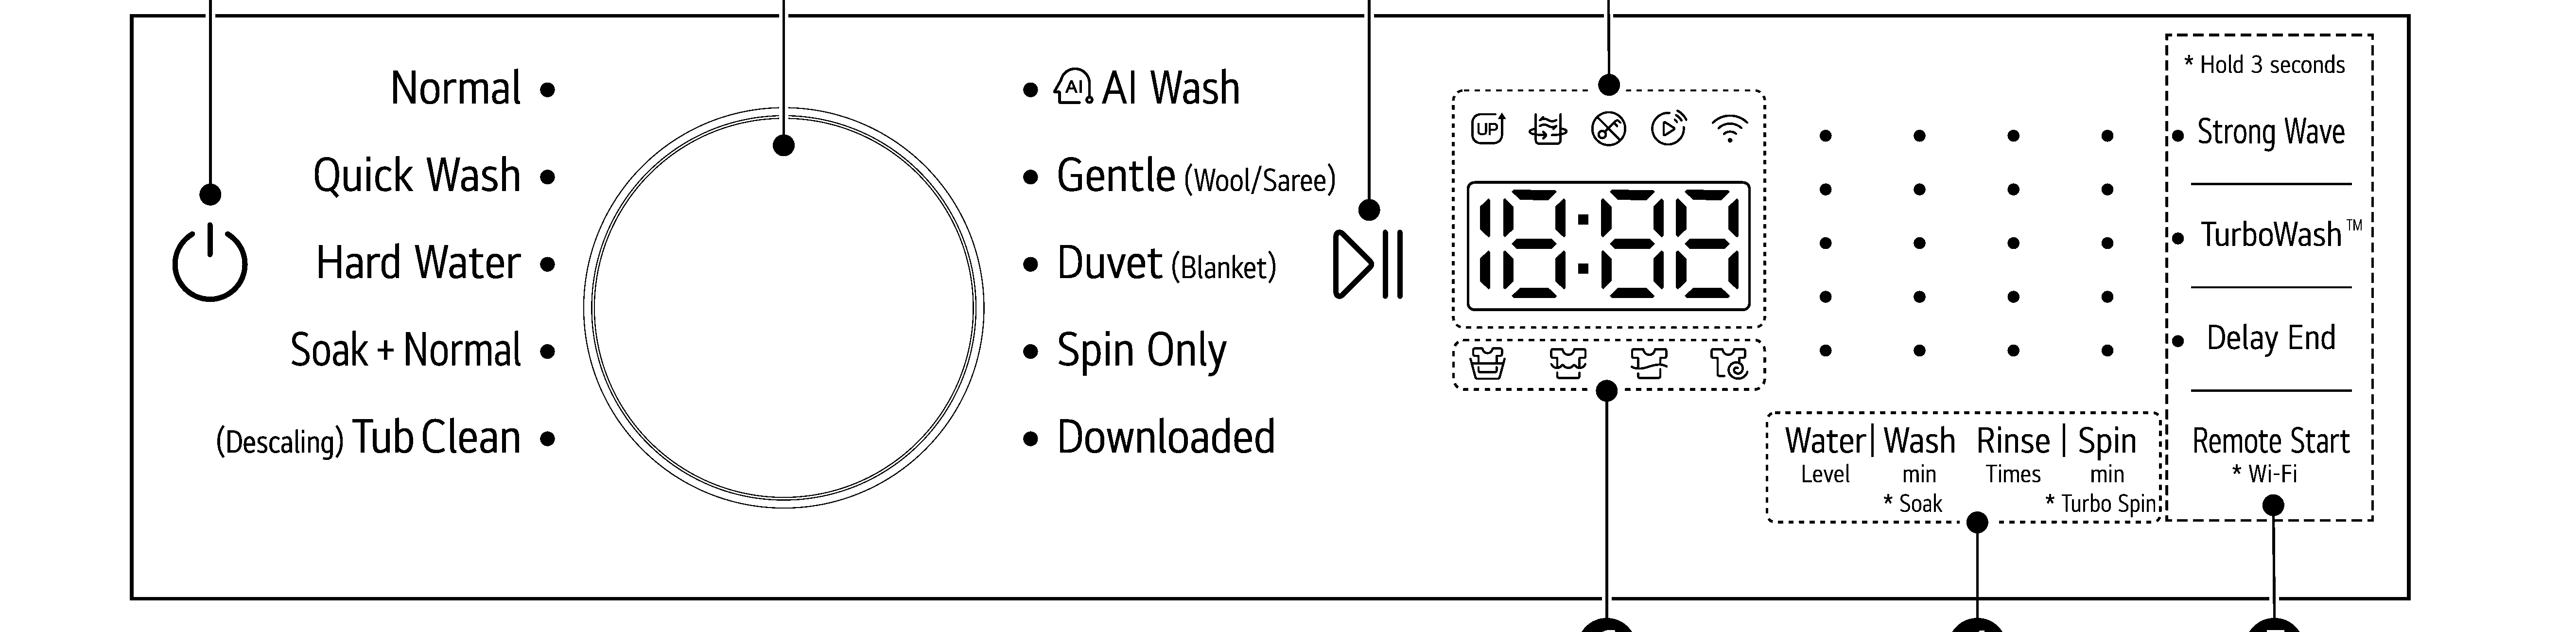 Normal
Quick Wash
Hard Water
Soak + Normal
(Descaling) Tub Clean
AI AI Wash
Gentle (Wool/Saree)
Duvet (Blanket)
Spin Only
Downloaded
UP
18:88
Water | Wash Rinse | Spin
Level min Times min
* Soak * Turbo Spin
* Hold 3 seconds
Strong Wave
TurboWash™
Delay End
Remote Start
* Wi-Fi